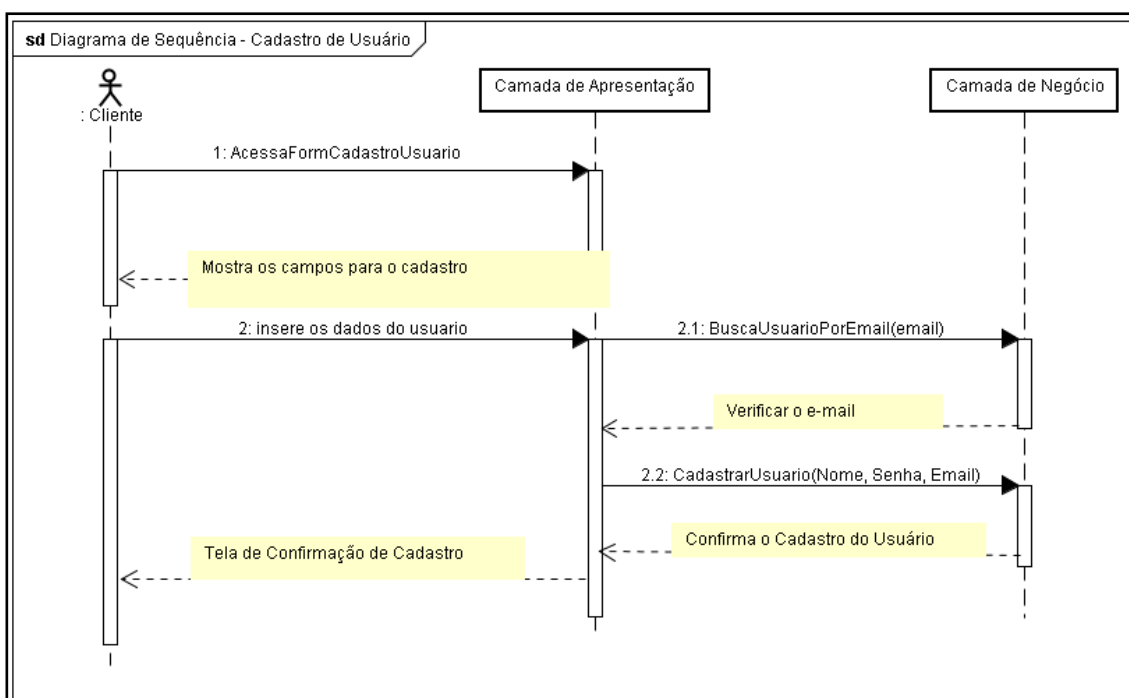 sd Diagrama de Sequência - Cadastro de Usuário
: Cliente
Camada de Apresentação
Camada de Negócio
1: AcessaFormCadastroUsuario
Mostra os campos para o cadastro
2: insere os dados do usuario
2.1: BuscaUsuarioPorEmail(email)
Verificar o e-mail
2.2: CadastrarUsuario(Nome, Senha, Email)
Confirma o Cadastro do Usuário
Tela de Confirmação de Cadastro